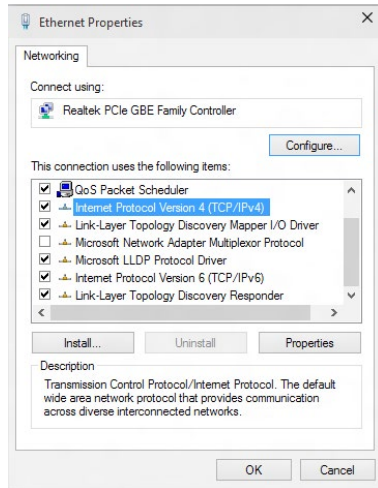 Ethernet Properties
Networking
Connect using:
Realtek PCIe GBE Family Controller
Configure...
This connection uses the following items:
QoS Packet Scheduler
Internet Protocol Version 4 (TCP/IPv4)
Link-Layer Topology Discovery Mapper I/O Driver
Microsoft Network Adapter Multiplexor Protocol
Microsoft LLDP Protocol Driver
Internet Protocol Version 6 (TCP/IPv6)
Link-Layer Topology Discovery Responder
Install... Uninstall Properties
Description
Transmission Control Protocol/Internet Protocol. The default
wide area network protocol that provides communication
across diverse interconnected networks.
OK Cancel